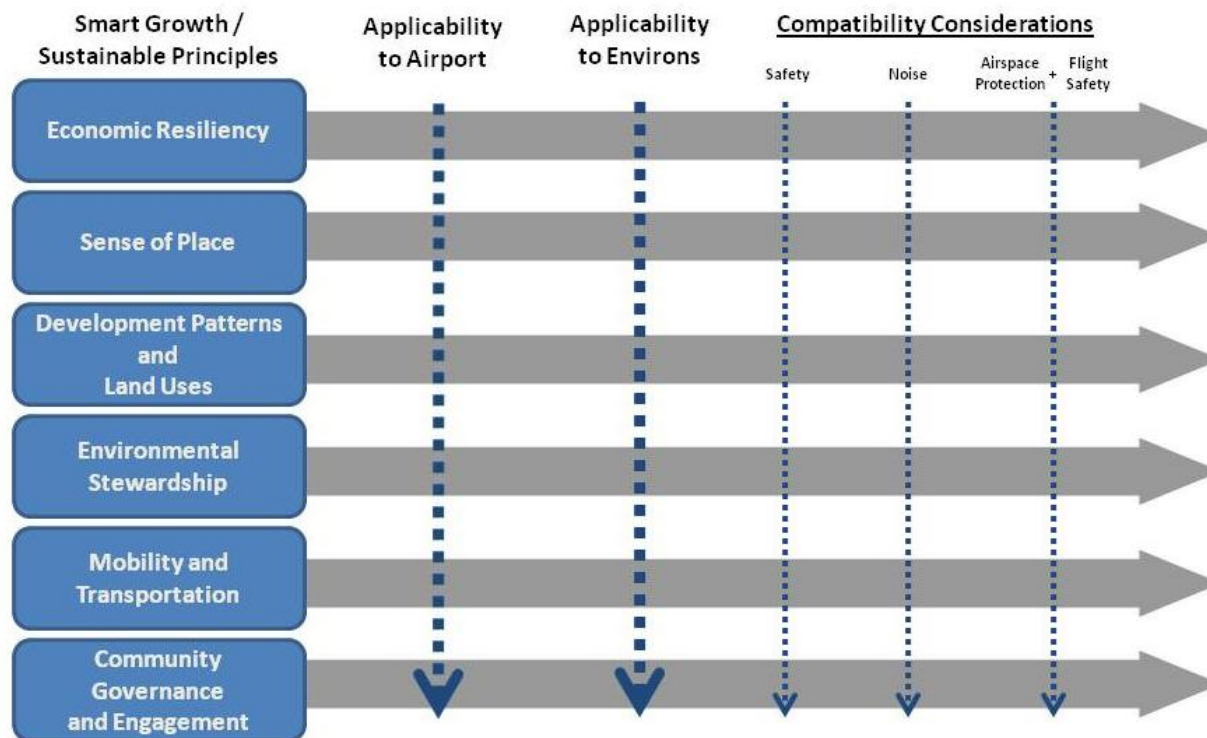 Smart Growth /
Sustainable Principles
Applicability
to Airport
Applicability
to Environs
Compatibility Considerations
Safety
Noise
Airspace
Protection
+
Flight
Safety
Economic Resiliency
Sense of Place
Development Patterns
and
Land Uses
Environmental
Stewardship
Mobility and
Transportation
Community
Governance
and Engagement